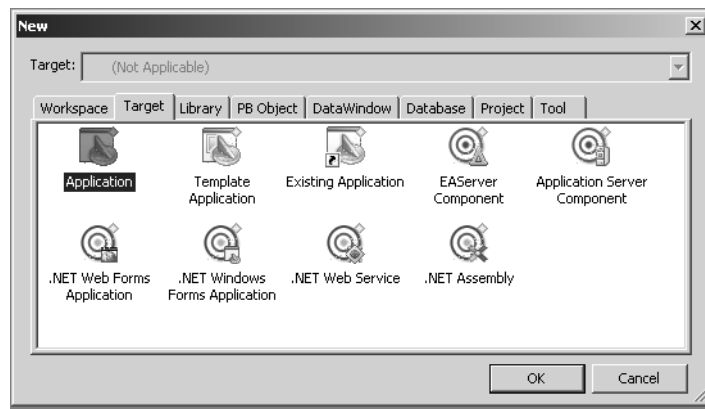 New
Target: (Not Applicable)
Workspace Target Library PB Object DataWindow Database Project Tool
Application Template Application Existing Application EAServer Component Application Server Component
.NET Web Forms Application .NET Windows Forms Application .NET Web Service .NET Assembly
OK Cancel